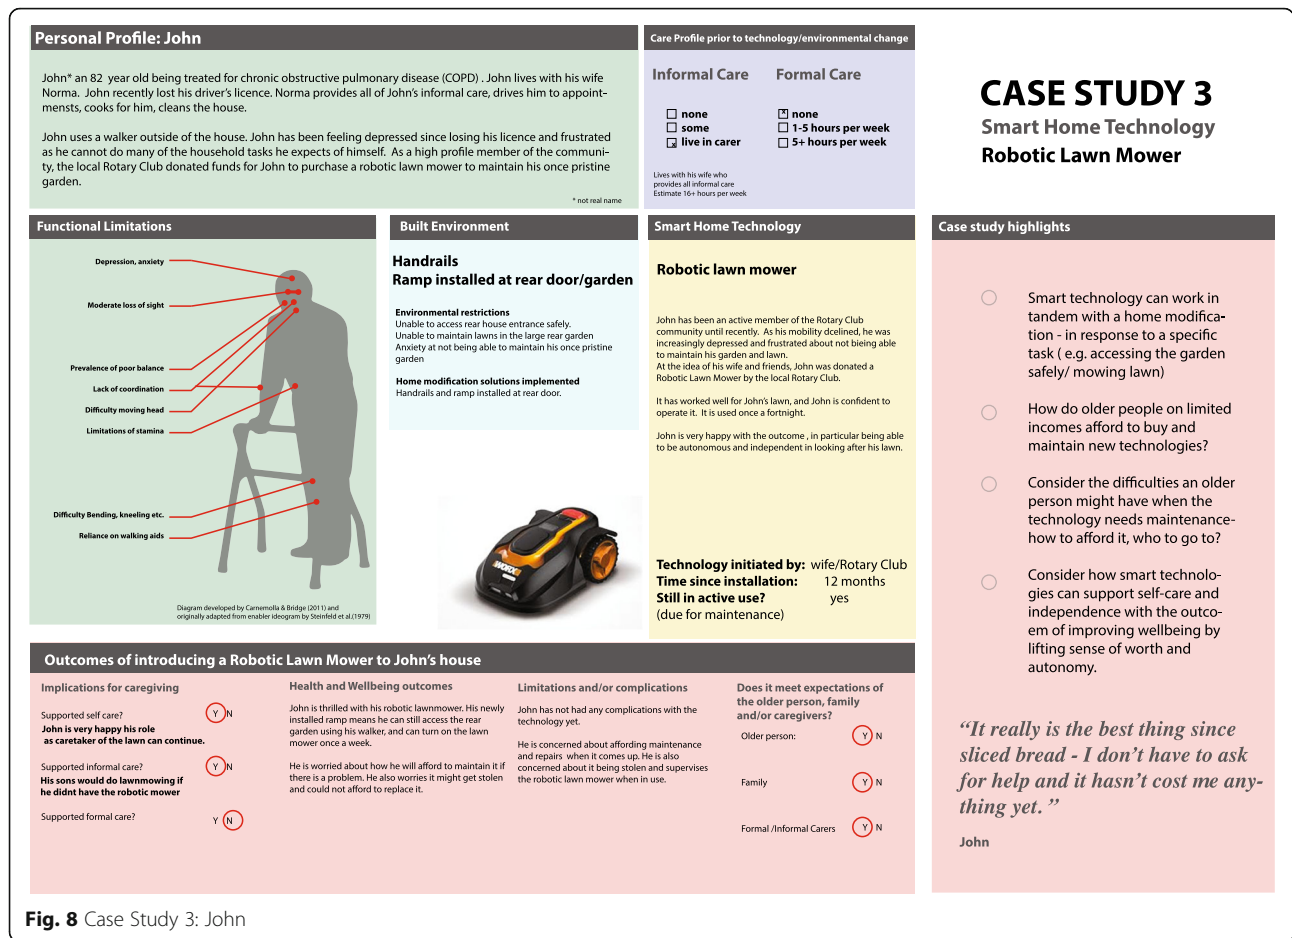 Personal Profile: John
John* an 82 year old being treated for chronic obstructive pulmonary disease (COPD) . John lives with his wife
Norma. John recently lost his driver's licence. Norma provides all of John's informal care, drives him to appoint-
mensts, cooks for him, cleans the house.
John uses a walker outside of the house. John has been feeling depressed since losing his licence and frustrated
as he cannot do many of the household tasks he expects of himself. As a high profile member of the communi-
ty, the local Rotary Club donated funds for John to purchase a robotic lawn mower to maintain his once pristine
garden.
* not real name
Care Profile prior to technology/environmental change
Informal Care
none
some
x live in carer
Lives with his wife who
provides all informal care
Estimate 16+ hours per week
Formal Care
x none
1-5 hours per week
5+ hours per week
CASE STUDY 3
Smart Home Technology
Robotic Lawn Mower
Functional Limitations
Depression, anxiety
Moderate loss of sight
Prevalence of poor balance
Lack of coordination
Difficulty moving head
Limitations of stamina
Difficulty Bending, kneeling etc.
Reliance on walking aids
Diagram developed by Carnemolla & Bridge (2011) and
originally adapted from enabler ideogram by Steinfeld et al.(1979)
Built Environment
Handrails
Ramp installed at rear door/garden
Environmental restrictions
Unable to access rear house entrance safely.
Unable to maintain lawns in the large rear garden
Anxiety at not being able to maintain his once pristine
garden
Home modification solutions implemented
Handrails and ramp installed at rear door.
WORX
Smart Home Technology
Robotic lawn mower
John has been an active member of the Rotary Club
community until recently. As his mobility dcelined, he was
increasingly depressed and frustrated about not bieing able
to maintain his garden and lawn.
At the idea of his wife and friends, John was donated a
Robotic Lawn Mower by the local Rotary Club.
It has worked well for John's lawn, and John is confident to
operate it. It is used once a fortnight.
John is very happy with the outcome , in particular being able
to be autonomous and independent in looking after his lawn.
Technology initiated by: wife/Rotary Club
Time since installation: 12 months
Still in active use? yes
(due for maintenance)
Case study highlights
Smart technology can work in
tandem with a home modifica-
tion - in response to a specific
task ( e.g. accessing the garden
safely/ mowing lawn)
How do older people on limited
incomes afford to buy and
maintain new technologies?
Consider the difficulties an older
person might have when the
technology needs maintenance-
how to afford it, who to go to?
Consider how smart technolo-
gies can support self-care and
independence with the outco-
em of improving wellbeing by
lifting sense of worth and
autonomy.
"It really is the best thing since
sliced bread - I don't have to ask
for help and it hasn't cost me any-
thing yet. "
John
Outcomes of introducing a Robotic Lawn Mower to John's house
Implications for caregiving
Supported self care? Y N
John is very happy his role
as caretaker of the lawn can continue.
Supported informal care? Y N
His sons would do lawnmowing if
he didnt have the robotic mower
Supported formal care? Y N
Health and Wellbeing outcomes
John is thrilled with his robotic lawnmower. His newly
installed ramp means he can still access the rear
garden using his walker, and can turn on the lawn
mower once a week.
He is worried about how he will afford to maintain it if
there is a problem. He also worries it might get stolen
and could not afford to replace it.
Limitations and/or complications
John has not had any complications with the
technology yet.
He is concerned about affording maintenance
and repairs when it comes up. He is also
concerned about it being stolen and supervises
the robotic lawn mower when in use.
Does it meet expectations of
the older person, family
and/or caregivers?
Older person: Y N
Family Y N
Formal /Informal Carers Y N
Fig. 8 Case Study 3: John